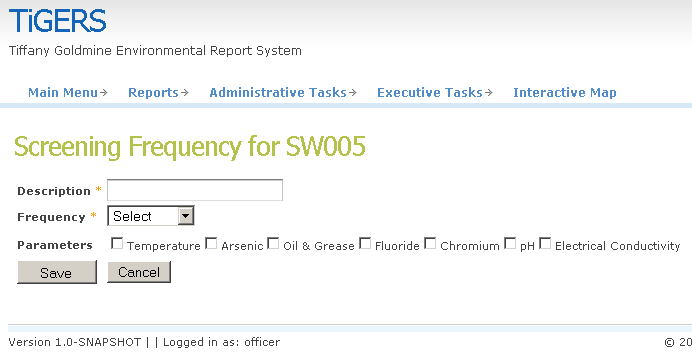 TiGERS
Tiffany Goldmine Environmental Report System
Main Menu Reports Administrative Tasks Executive Tasks Interactive Map
Screening Frequency for SW005
Description *
Frequency * Select
Parameters Temperature Arsenic Oil & Grease Fluoride Chromium pH Electrical Conductivity
Save Cancel
Version 1.0-SNAPSHOT | | Logged in as: officer © 20